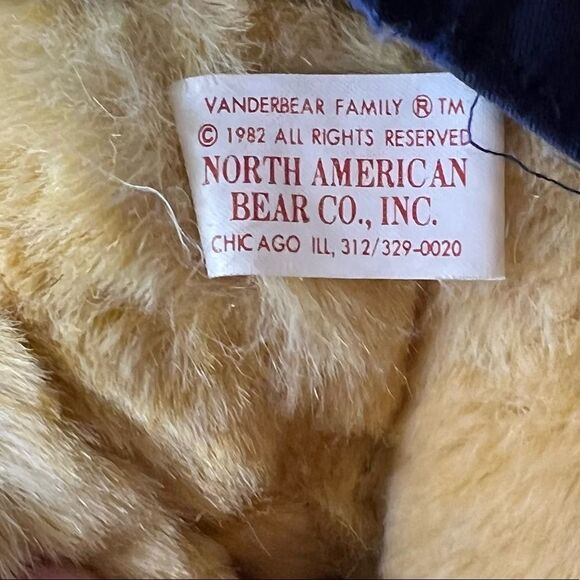 VANDERBEAR FAMILY ® TM
© 1982 ALL RIGHTS RESERVED
NORTH AMERICAN
BEAR CO., INC.
CHICAGO ILL, 312/329-0020